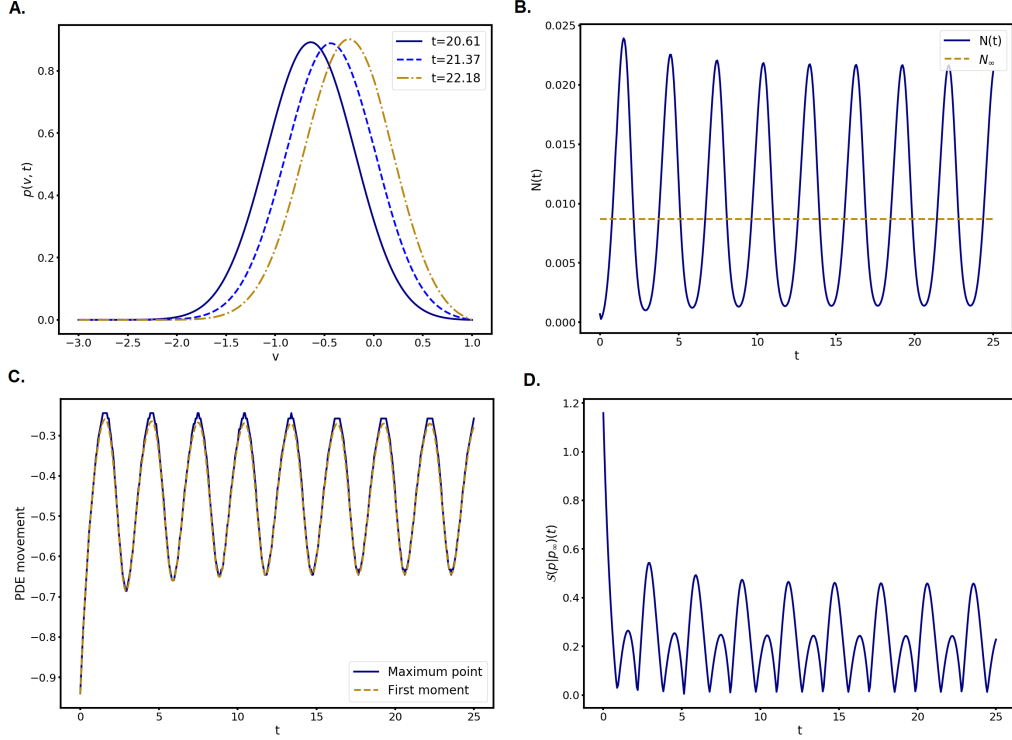 A.
p(v, t)
0.8
0.6
0.4
0.2
0.0
t=20.61
t=21.37
t=22.18
−3.0 −2.5 −2.0 −1.5 −1.0 −0.5 0.0 0.5 1.0
v
B.
N(t)
0.025
0.020
0.015
0.010
0.005
0.000
N(t)
N∞
0 5 10 15 20 25
t
C.
PDE movement
−0.3
−0.4
−0.5
−0.6
−0.7
−0.8
−0.9
Maximum point
First moment
0 5 10 15 20 25
t
D.
𝒮(p|p∞)(t)
1.2
1.0
0.8
0.6
0.4
0.2
0.0
0 5 10 15 20 25
t